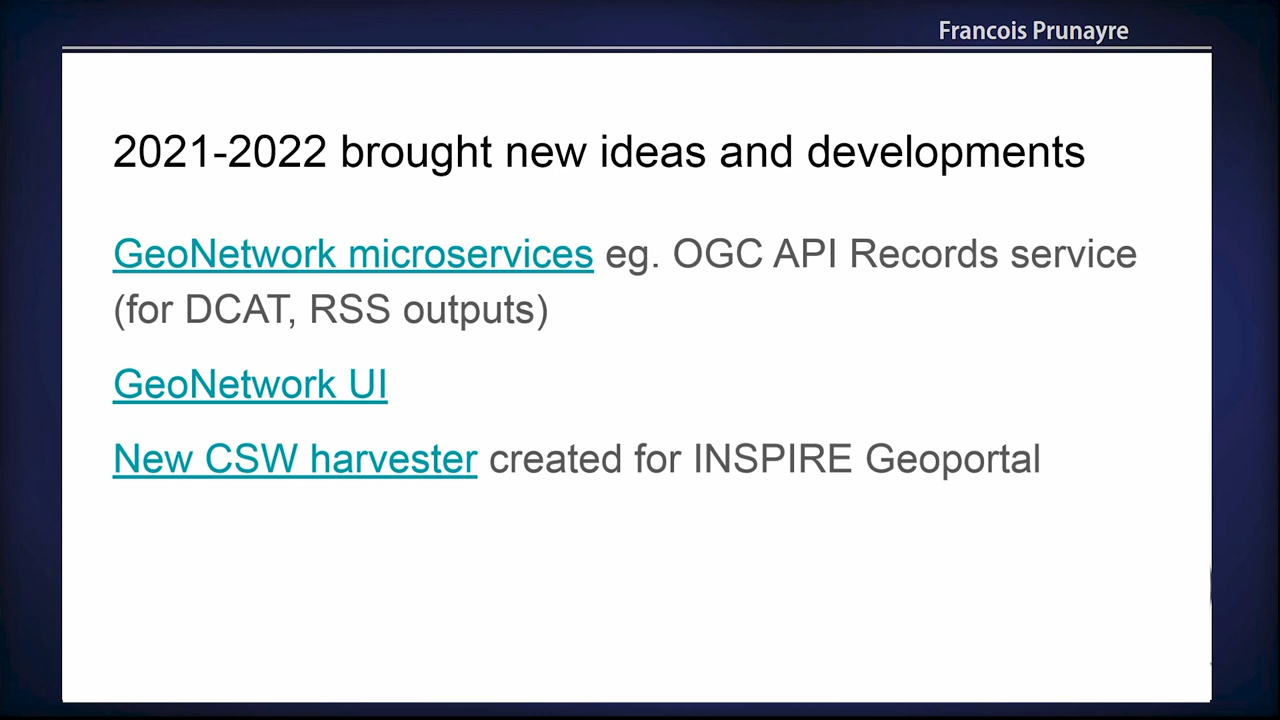 Francois Prunayre
2021-2022 brought new ideas and developments
GeoNetwork microservices eg. OGC API Records service
(for DCAT, RSS outputs)
GeoNetwork UI
New CSW harvester created for INSPIRE Geoportal